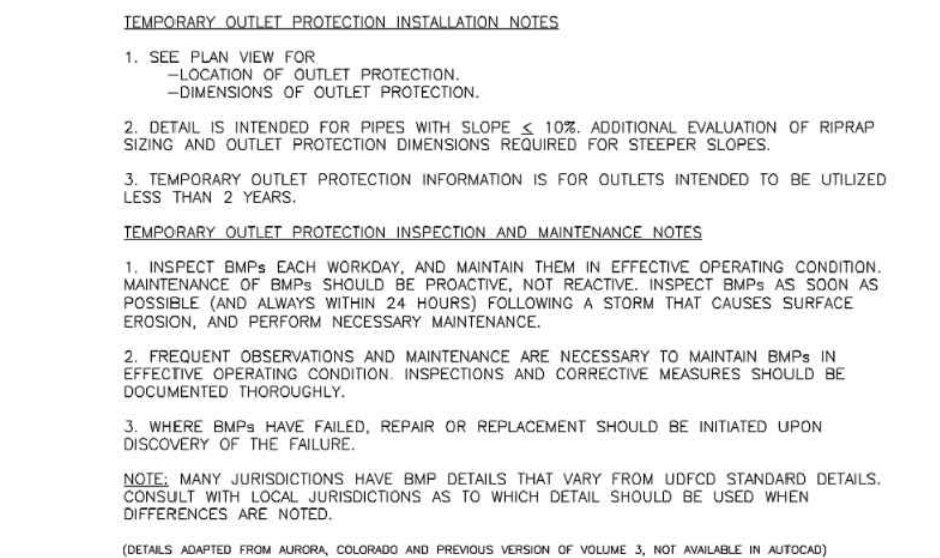 TEMPORARY OUTLET PROTECTION INSTALLATION NOTES
1. SEE PLAN VIEW FOR
–LOCATION OF OUTLET PROTECTION.
–DIMENSIONS OF OUTLET PROTECTION.
2. DETAIL IS INTENDED FOR PIPES WITH SLOPE ≤ 10%. ADDITIONAL EVALUATION OF RIPRAP
SIZING AND OUTLET PROTECTION DIMENSIONS REQUIRED FOR STEEPER SLOPES.
3. TEMPORARY OUTLET PROTECTION INFORMATION IS FOR OUTLETS INTENDED TO BE UTILIZED
LESS THAN 2 YEARS.
TEMPORARY OUTLET PROTECTION INSPECTION AND MAINTENANCE NOTES
1. INSPECT BMPs EACH WORKDAY, AND MAINTAIN THEM IN EFFECTIVE OPERATING CONDITION.
MAINTENANCE OF BMPs SHOULD BE PROACTIVE, NOT REACTIVE. INSPECT BMPs AS SOON AS
POSSIBLE (AND ALWAYS WITHIN 24 HOURS) FOLLOWING A STORM THAT CAUSES SURFACE
EROSION, AND PERFORM NECESSARY MAINTENANCE.
2. FREQUENT OBSERVATIONS AND MAINTENANCE ARE NECESSARY TO MAINTAIN BMPs IN
EFFECTIVE OPERATING CONDITION. INSPECTIONS AND CORRECTIVE MEASURES SHOULD BE
DOCUMENTED THOROUGHLY.
3. WHERE BMPs HAVE FAILED, REPAIR OR REPLACEMENT SHOULD BE INITIATED UPON
DISCOVERY OF THE FAILURE.
NOTE: MANY JURISDICTIONS HAVE BMP DETAILS THAT VARY FROM UDFCD STANDARD DETAILS.
CONSULT WITH LOCAL JURISDICTIONS AS TO WHICH DETAIL SHOULD BE USED WHEN
DIFFERENCES ARE NOTED.
(DETAILS ADAPTED FROM AURORA, COLORADO AND PREVIOUS VERSION OF VOLUME 3, NOT AVAILABLE IN AUTOCAD)